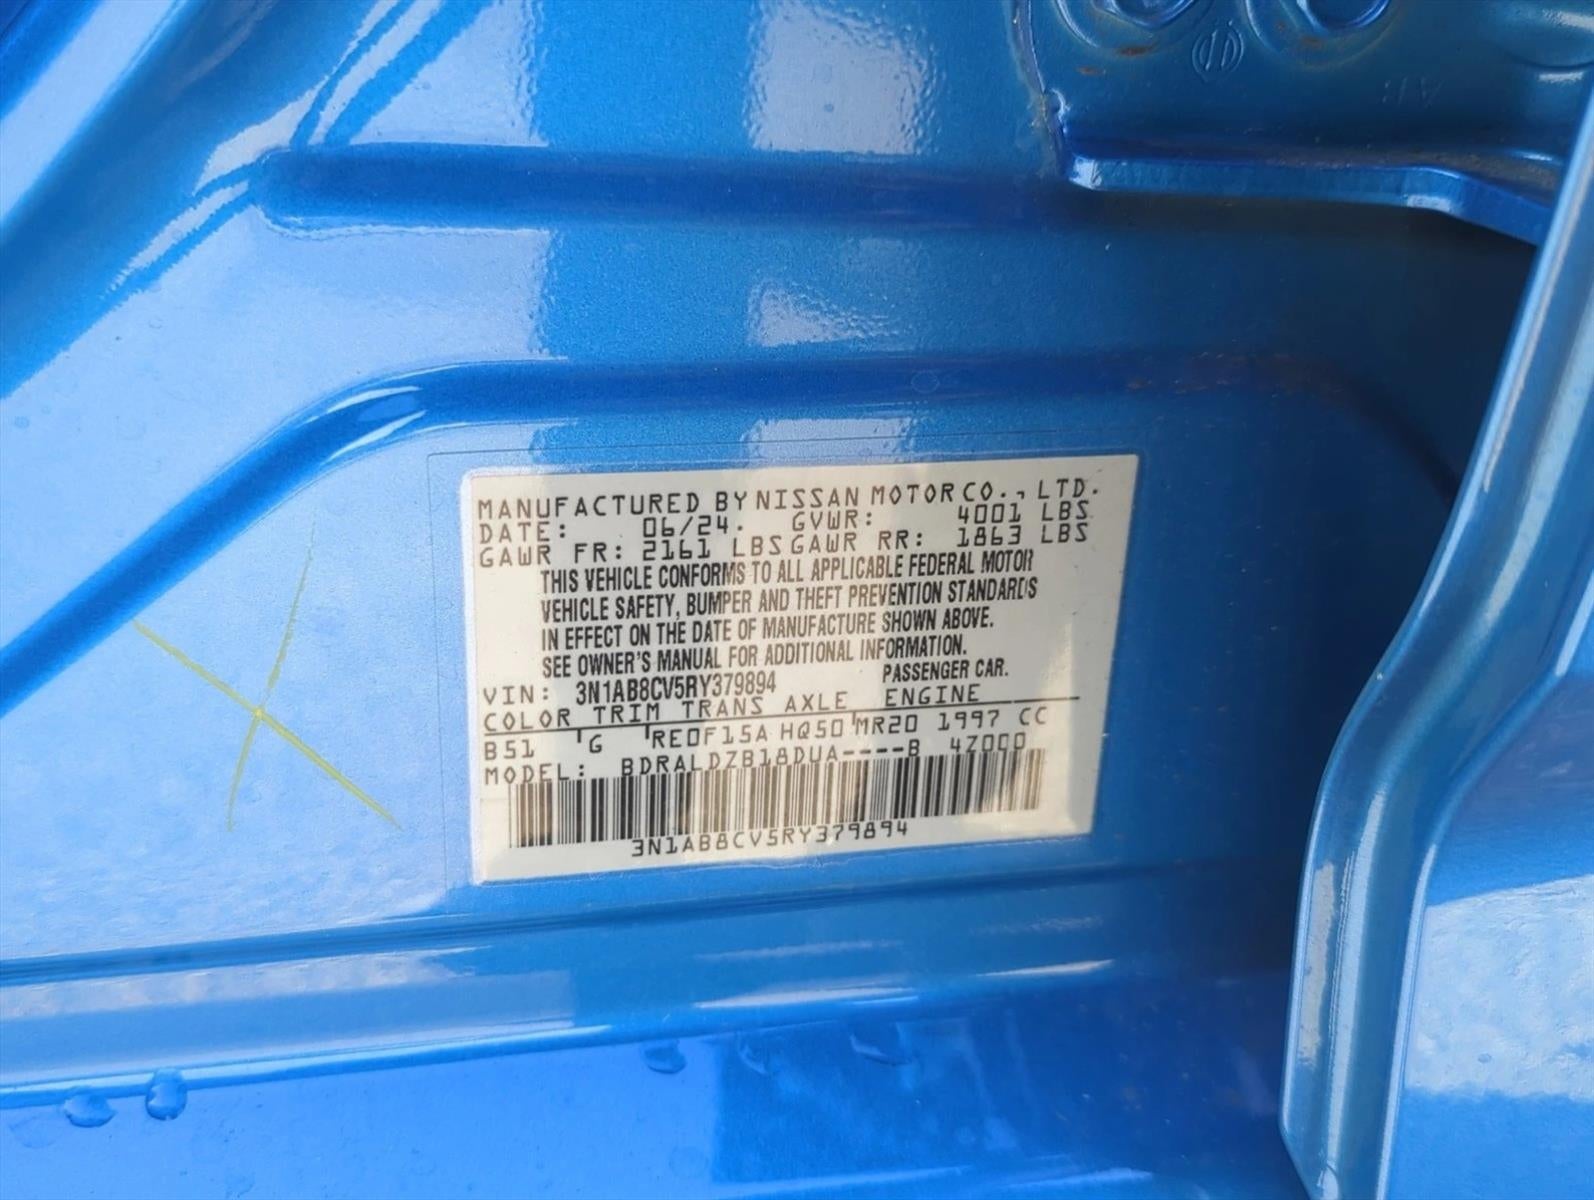 MANUFACTURED BY NISSAN MOTOR CO., LTD.
DATE: 06/24. GVWR: 4001 LBS
GAWR FR: 2161 LBS GAWR RR: 1863 LBS
THIS VEHICLE CONFORMS TO ALL APPLICABLE FEDERAL MOTOR
VEHICLE SAFETY, BUMPER AND THEFT PREVENTION STANDARDS
IN EFFECT ON THE DATE OF MANUFACTURE SHOWN ABOVE.
SEE OWNER'S MANUAL FOR ADDITIONAL INFORMATION.
VIN: 3N1AB8CV5RY379894 PASSENGER CAR.
COLOR TRIM TRANS AXLE ENGINE
B51 G RE0F15A HQ50 MR20 1997 CC
MODEL: BDRALDZB18DUA----B 4Z000
3N1AB8CV5RY379894